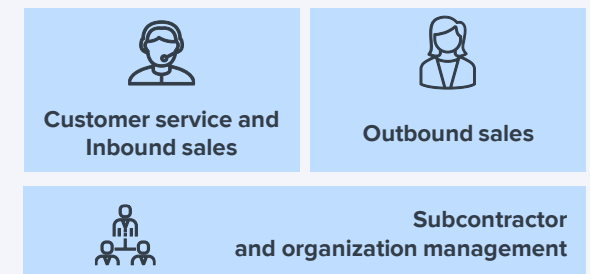 Customer service and
Inbound sales
Outbound sales
Subcontractor
and organization management